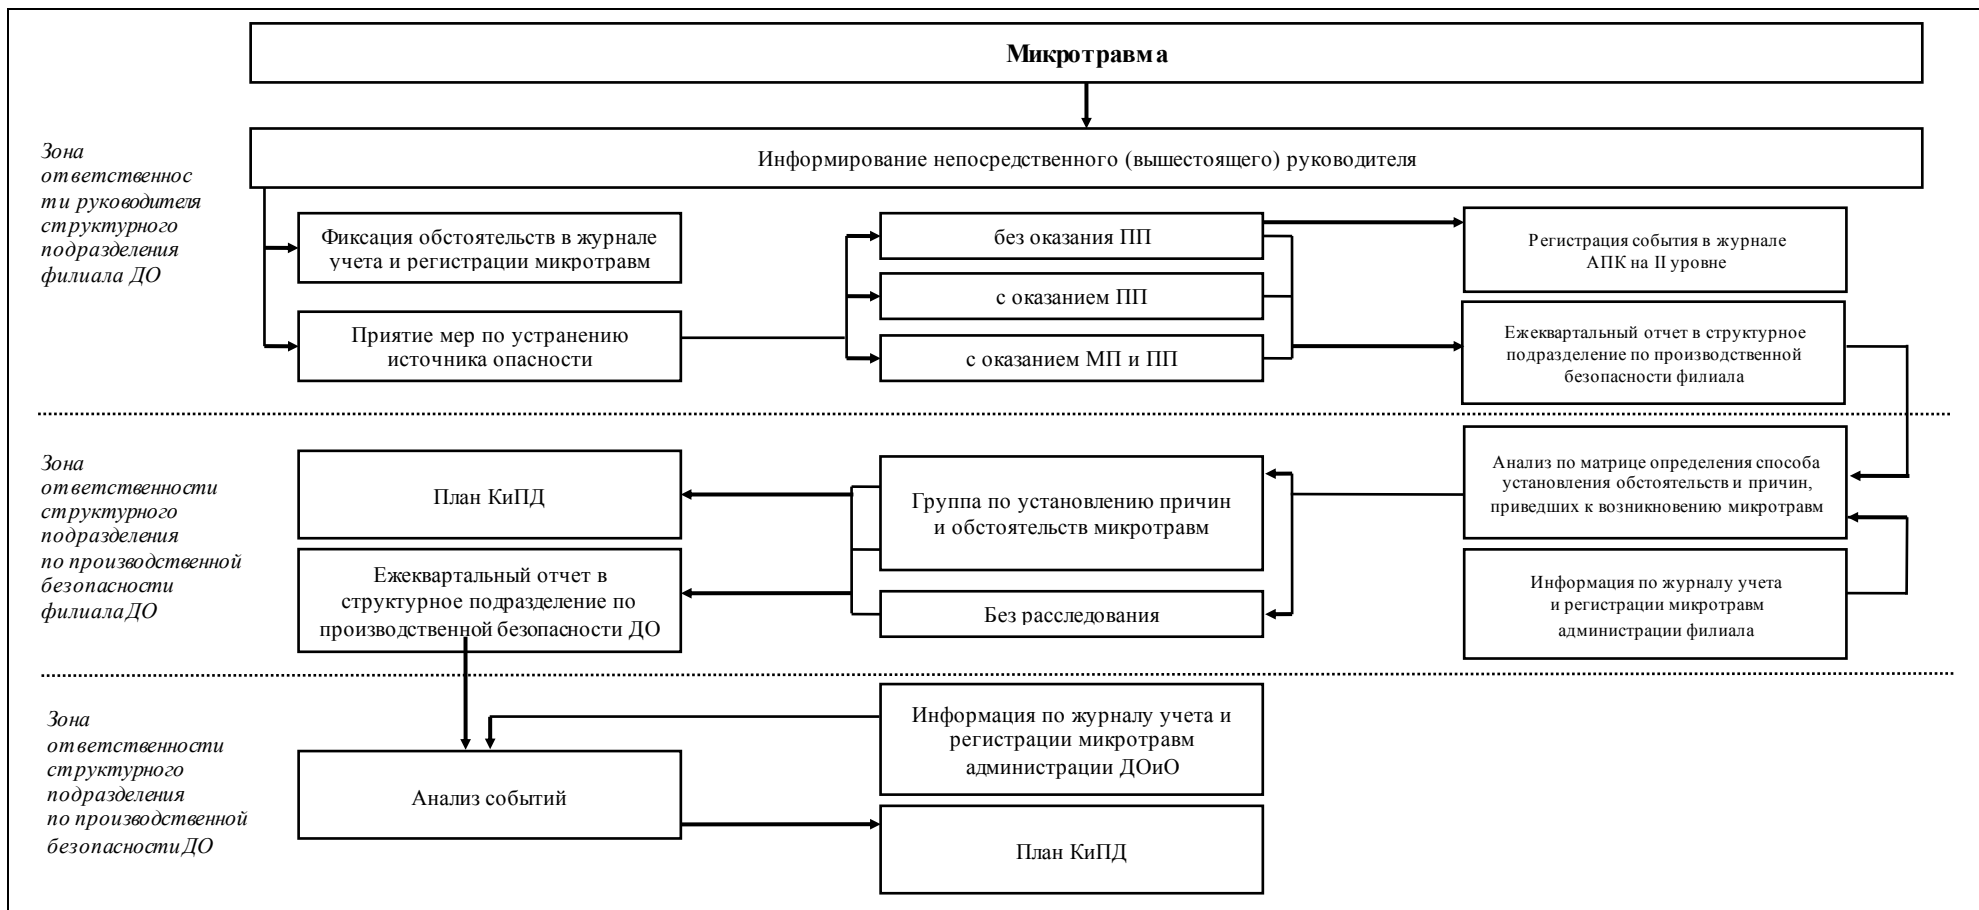 Микротравма
Информирование непосредственного (вышестоящего) руководителя
Зона
ответственнос
ти руководителя
структурного
подразделения
филиала ДО
Фиксация обстоятельств в журнале
учета и регистрации микротравм
Приятие мер по устранению
источника опасности
без оказания ПП
с оказанием ПП
с оказанием МП и ПП
Регистрация события в журнале
АПК на II уровне
Ежеквартальный отчет в структурное
подразделение по производственной
безопасности филиала
Зона
ответственности
структурного
подразделения
по производственной
безопасности
филиала ДО
План КиПД
Ежеквартальный отчет в
структурное подразделение по
производственной безопасности ДО
Группа по установлению причин
и обстоятельств микротравм
Без расследования
Анализ по матрице определения способа
установления обстоятельств и причин,
приведших к возникновению микротравм
Информация по журналу учета
и регистрации микротравм
администрации филиала
Зона
ответственности
структурного
подразделения
по производственной
безопасности ДО
Анализ событий
Информация по журналу учета и
регистрации микротравм
администрации ДОиО
План КиПД